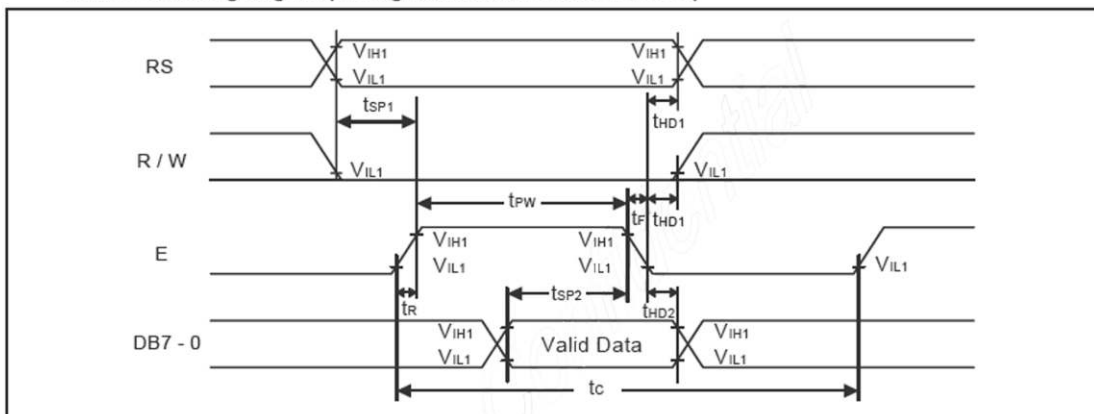 RS
VIH1 VIH1
VIL1 VIL1
tSP1 tHD1
R / W
VIL1 VIL1
tPW tF tHD1
E
VIH1 VIH1
VIL1 VIL1 VIL1
tR tSP2 tHD2
DB7 - 0
VIH1 Valid Data VIH1
VIL1 VIL1
tC